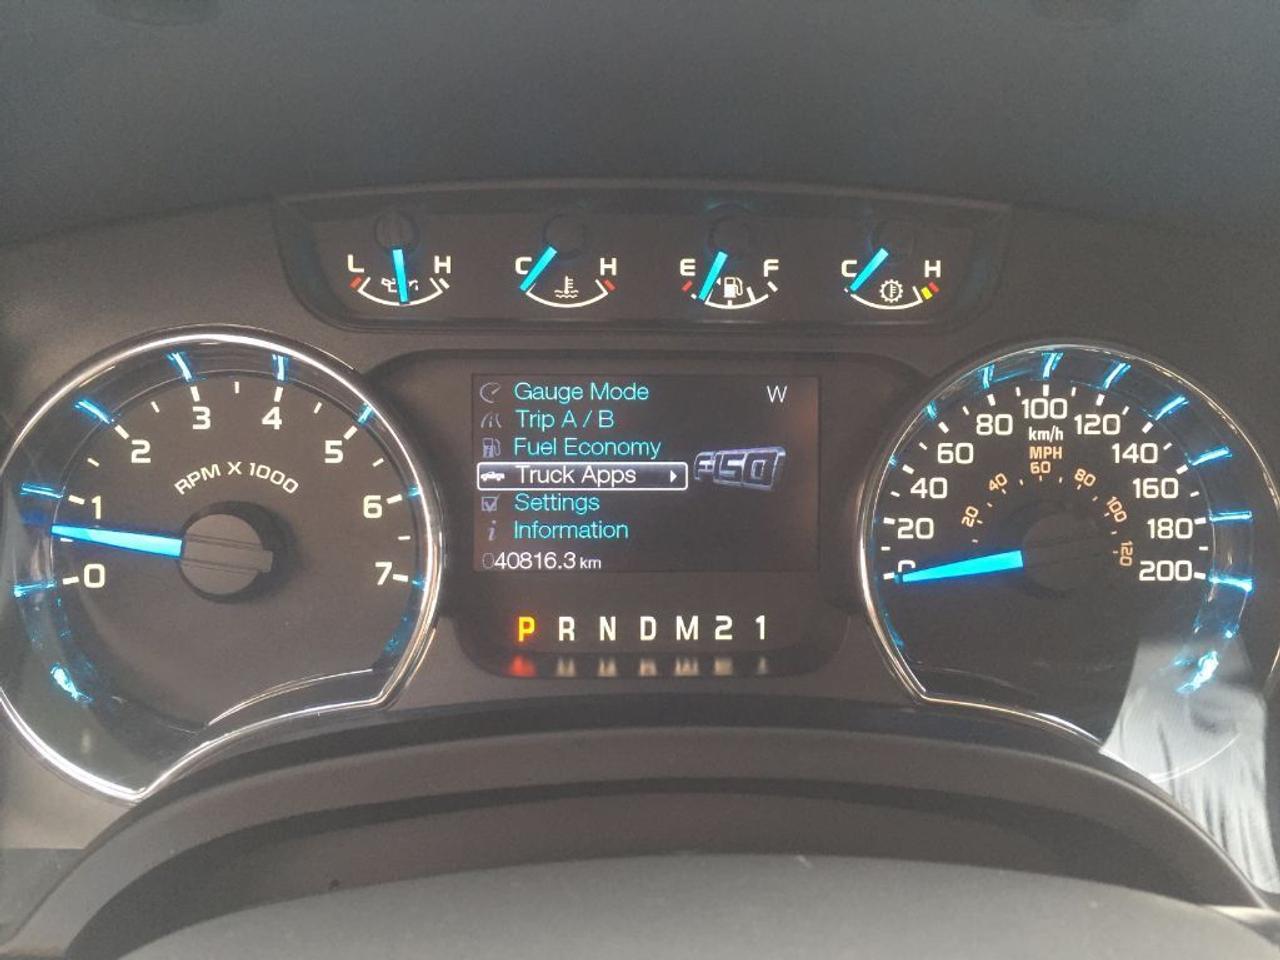 L H
C H
E F
C H
0 1 2 3 4 5 6 7
RPM X 1000
Gauge Mode
W
Trip A / B
Fuel Economy
F150
Truck Apps
Settings
i Information
040816.3 km
P R N D M 2 1
0 20 40 60 80 100 120 140 160 180 200
km/h
MPH
20 40 60 80 100 120